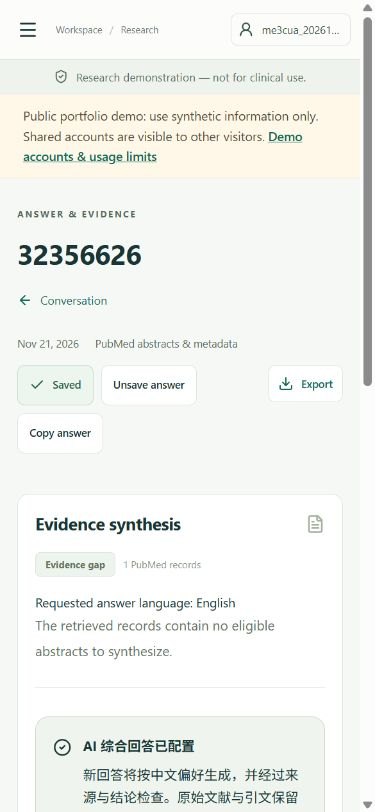 Workspace / Research
me3cua_20261...
Research demonstration — not for clinical use.
Public portfolio demo: use synthetic information only.
Shared accounts are visible to other visitors. Demo
accounts & usage limits
ANSWER & EVIDENCE
32356626
Conversation
Nov 21, 2026 PubMed abstracts & metadata
Saved
Unsave answer
Export
Copy answer
Evidence synthesis
Evidence gap
1 PubMed records
Requested answer language: English
The retrieved records contain no eligible
abstracts to synthesize.
AI 综合回答已配置
新回答将按中文偏好生成，并经过来
源与结论检查。原始文献与引文保留